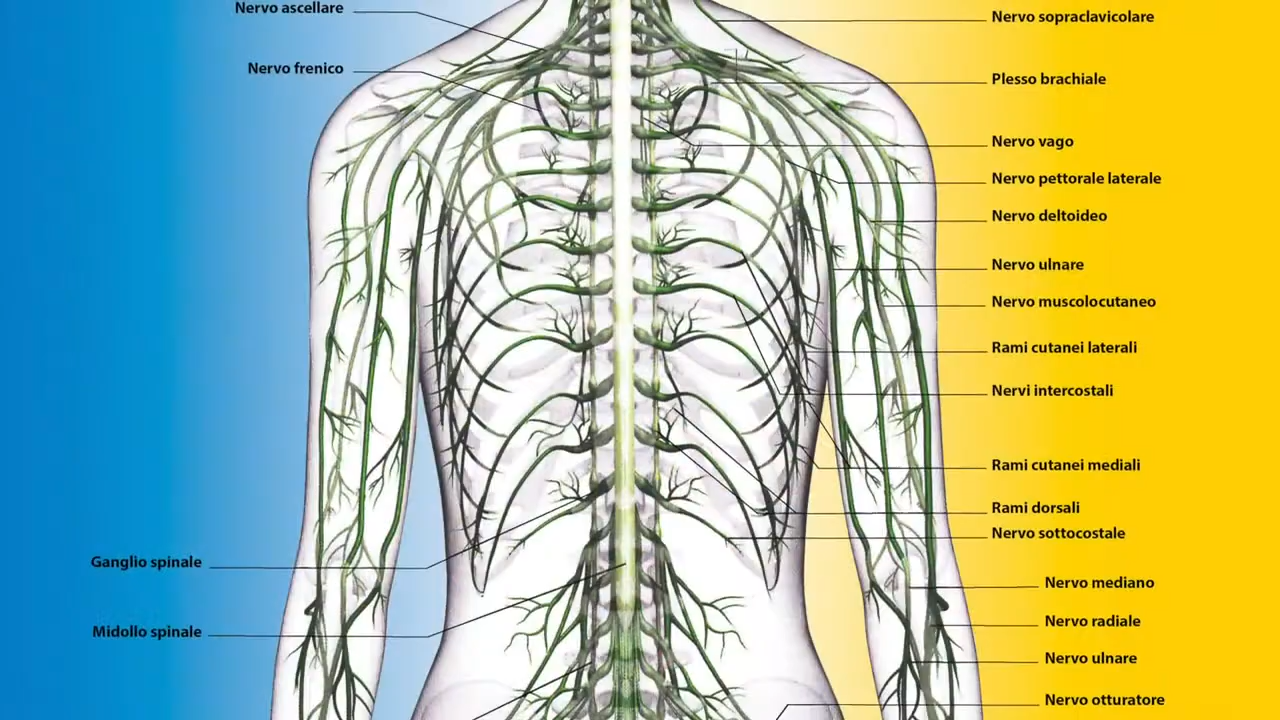 Nervo ascellare
Nervo frenico
Ganglio spinale
Midollo spinale
Nervo sopraclavicolare
Plesso brachiale
Nervo vago
Nervo pettorale laterale
Nervo deltoideo
Nervo ulnare
Nervo muscolocutaneo
Rami cutanei laterali
Nervi intercostali
Rami cutanei mediali
Rami dorsali
Nervo sottocostale
Nervo mediano
Nervo radiale
Nervo ulnare
Nervo otturatore